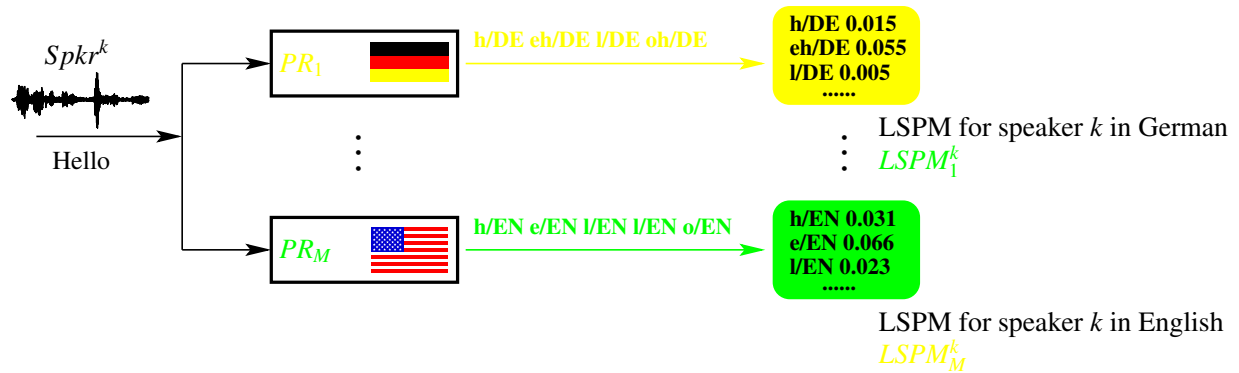 Spkr^k
Hello
PR_1
h/DE eh/DE l/DE oh/DE
h/DE 0.015
eh/DE 0.055
l/DE 0.005
......
LSPM for speaker k in German
LSPM_1^k
PR_M
h/EN e/EN l/EN l/EN o/EN
h/EN 0.031
e/EN 0.066
l/EN 0.023
......
LSPM for speaker k in English
LSPM_M^k